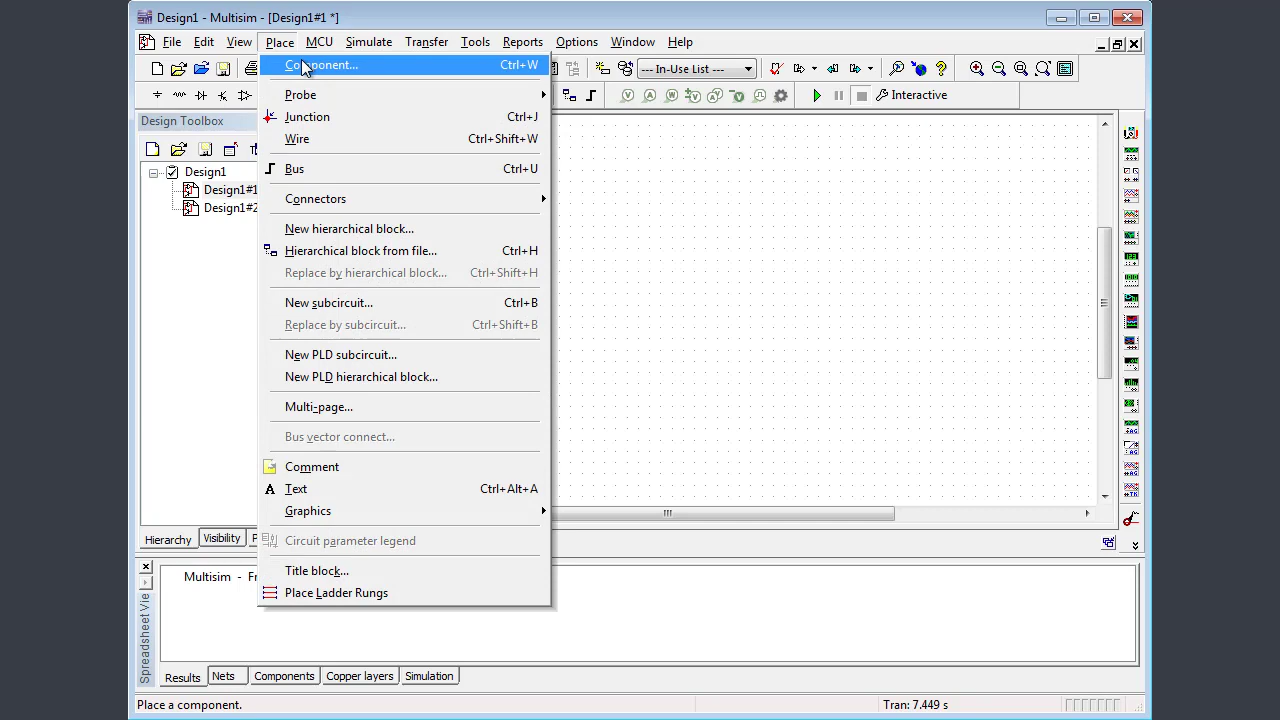 Design1 - Multisim - [Design1#1 *]
File Edit View Place MCU Simulate Transfer Tools Reports Options Window Help
Component... Ctrl+W
--- In-Use List ---
Probe
Interactive
Junction Ctrl+J
Design Toolbox
Wire Ctrl+Shift+W
Bus Ctrl+U
Design1
Design1#1
Connectors
Design1#2
New hierarchical block...
Hierarchical block from file... Ctrl+H
Replace by hierarchical block... Ctrl+Shift+H
New subcircuit... Ctrl+B
Replace by subcircuit... Ctrl+Shift+B
New PLD subcircuit...
New PLD hierarchical block...
Multi-page...
Bus vector connect...
Comment
Text Ctrl+Alt+A
Graphics
Hierarchy Visibility
Circuit parameter legend
Title block...
Multisim -
Place Ladder Rungs
Spreadsheet Vie
Results Nets Components Copper layers Simulation
Place a component. Tran: 7.449 s